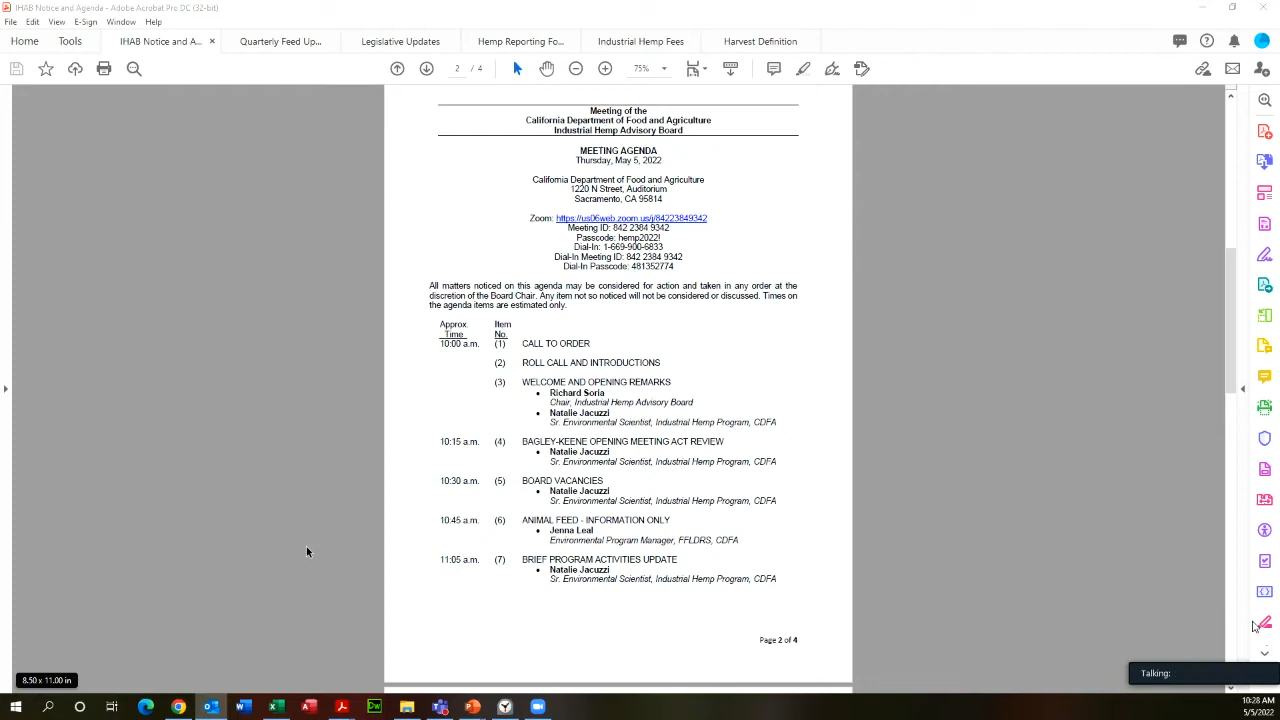 IHAB Notice and Agenda - Adobe Acrobat Pro DC (32-bit)
File Edit View E-Sign Window Help
Home Tools IHAB Notice and A... × Quarterly Feed Up... Legislative Updates Hemp Reporting Fo... Industrial Hemp Fees Harvest Definition
2 / 4 75%
Meeting of the
California Department of Food and Agriculture
Industrial Hemp Advisory Board
MEETING AGENDA
Thursday, May 5, 2022
California Department of Food and Agriculture
1220 N Street, Auditorium
Sacramento, CA 95814
Zoom: https://us06web.zoom.us/j/84223849342
Meeting ID: 842 2384 9342
Passcode: hemp2022!
Dial-In: 1-669-900-6833
Dial-In Meeting ID: 842 2384 9342
Dial-In Passcode: 481352774
All matters noticed on this agenda may be considered for action and taken in any order at the
discretion of the Board Chair. Any item not so noticed will not be considered or discussed. Times on
the agenda items are estimated only.
Approx. Item
Time No.
10:00 a.m. (1) CALL TO ORDER
(2) ROLL CALL AND INTRODUCTIONS
(3) WELCOME AND OPENING REMARKS
• Richard Soria
Chair, Industrial Hemp Advisory Board
• Natalie Jacuzzi
Sr. Environmental Scientist, Industrial Hemp Program, CDFA
10:15 a.m. (4) BAGLEY-KEENE OPENING MEETING ACT REVIEW
• Natalie Jacuzzi
Sr. Environmental Scientist, Industrial Hemp Program, CDFA
10:30 a.m. (5) BOARD VACANCIES
• Natalie Jacuzzi
Sr. Environmental Scientist, Industrial Hemp Program, CDFA
10:45 a.m. (6) ANIMAL FEED - INFORMATION ONLY
• Jenna Leal
Environmental Program Manager, FFLDRS, CDFA
11:05 a.m. (7) BRIEF PROGRAM ACTIVITIES UPDATE
• Natalie Jacuzzi
Sr. Environmental Scientist, Industrial Hemp Program, CDFA
Page 2 of 4
8.50 x 11.00 in
Talking:
10:28 AM
5/5/2022